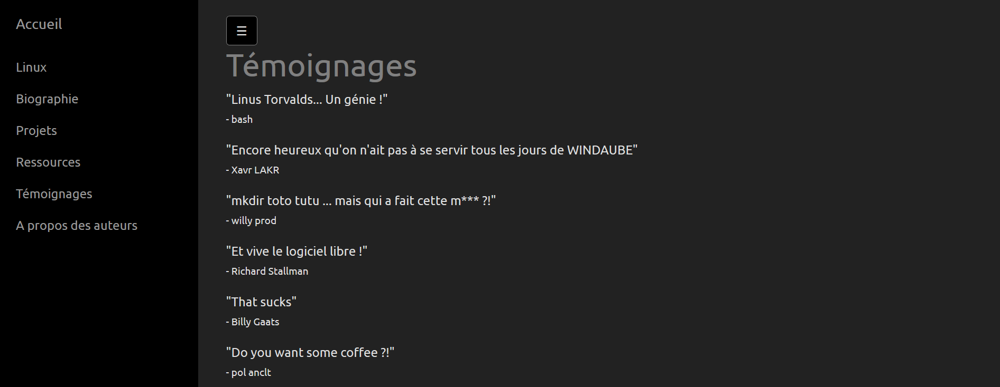 Accueil
Linux
Biographie
Projets
Ressources
Témoignages
A propos des auteurs
☰
Témoignages
"Linus Torvalds... Un génie !"
- bash
"Encore heureux qu'on n'ait pas à se servir tous les jours de WINDAUBE"
- Xavr LAKR
"mkdir toto tutu ... mais qui a fait cette m*** ?!"
- willy prod
"Et vive le logiciel libre !"
- Richard Stallman
"That sucks"
- Billy Gaats
"Do you want some coffee ?!"
- pol anclt